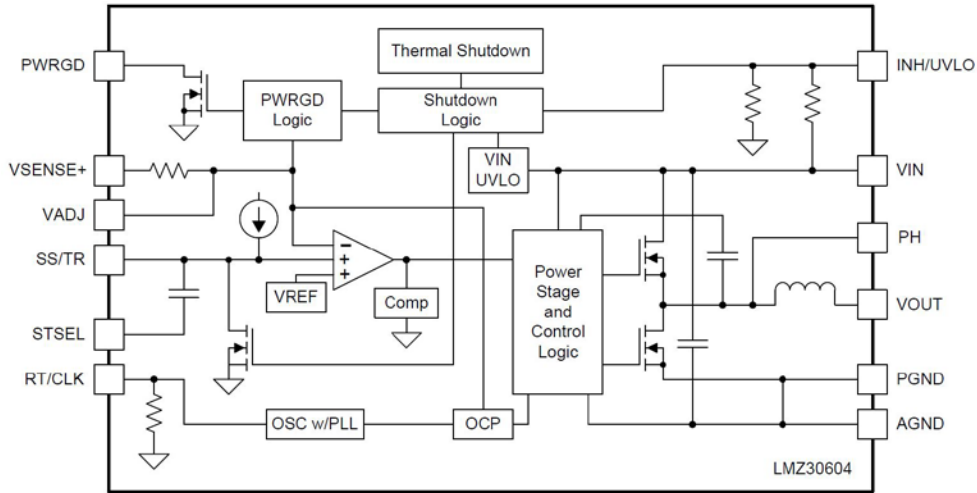 Thermal Shutdown
PWRGD
INH/UVLO
PWRGD
Logic
Shutdown
Logic
VIN
UVLO
VSENSE+
VIN
VADJ
PH
SS/TR
VREF
Comp
Power
Stage
and
Control
Logic
VOUT
STSEL
RT/CLK
PGND
OSC w/PLL
OCP
AGND
LMZ30604